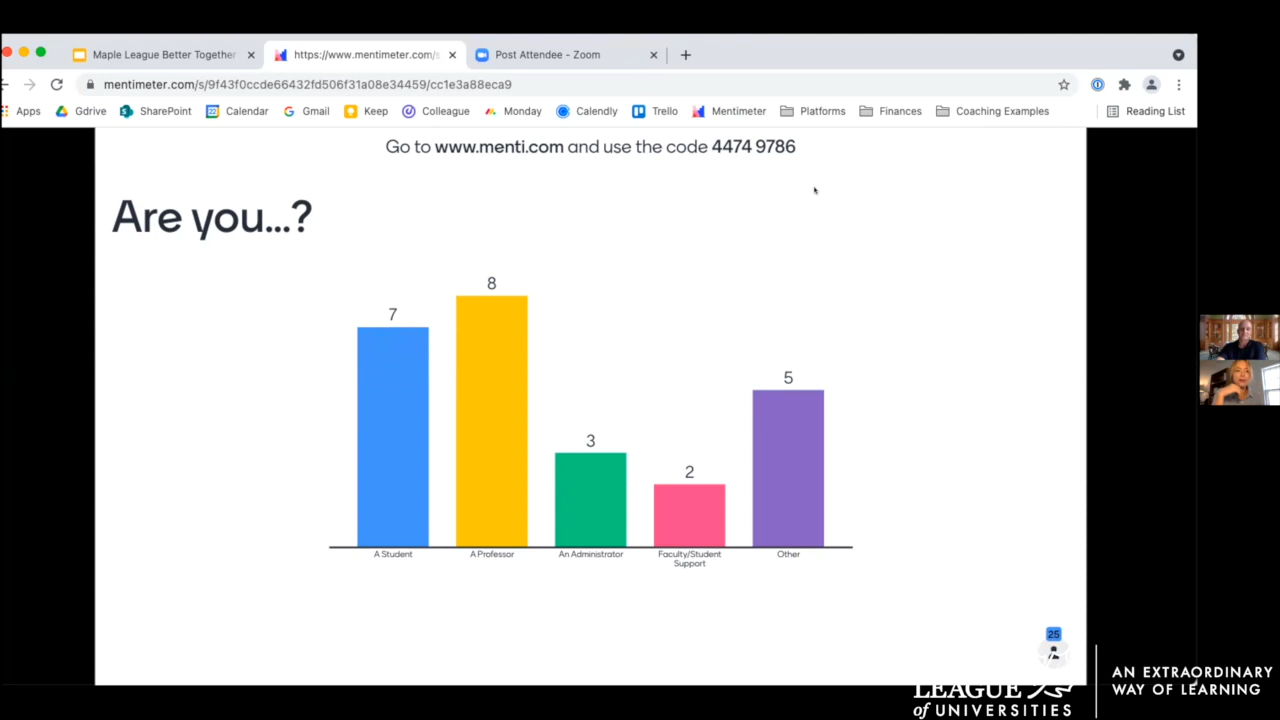 Maple League Better Together
https://www.mentimeter.com/s
Post Attendee - Zoom
mentimeter.com/s/9f43f0ccde66432fd506f31a08e34459/cc1e3a88eca9
Apps Gdrive SharePoint 22 Calendar Gmail Keep Colleague Monday Calendly Trello Mentimeter Platforms Finances Coaching Examples Reading List
Go to www.menti.com and use the code 4474 9786
Are you...?
7
8
3
2
5
A Student
A Professor
An Administrator
Faculty/Student
Support
Other
25
LEAGUE
of UNIVERSITIES
AN EXTRAORDINARY
WAY OF LEARNING